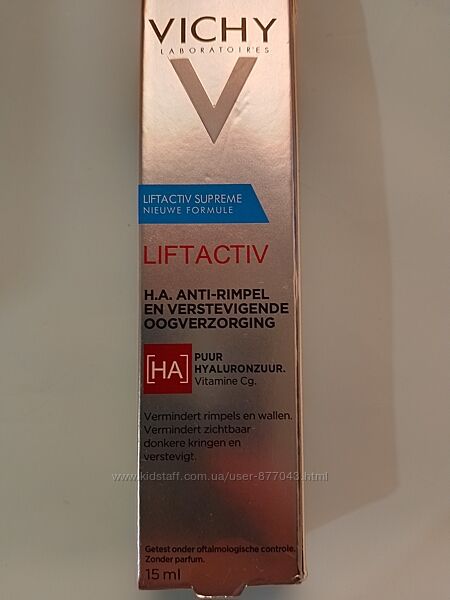 VICHY
LABORATOIRES
LIFTACTIV SUPREME
NIEUWE FORMULE
LIFTACTIV
H.A. ANTI-RIMPEL
EN VERSTEVIGENDE
OOGVERZORGING
[HA]
PUUR
HYALURONZUUR.
Vitamine Cg.
Vermindert rimpels en wallen.
Vermindert zichtbaar
donkere kringen en
verstevigt.
www.kidstaff.com.ua/user-877043.html
Getest onder oftalmologische controle.
Zonder parfum.
15 ml